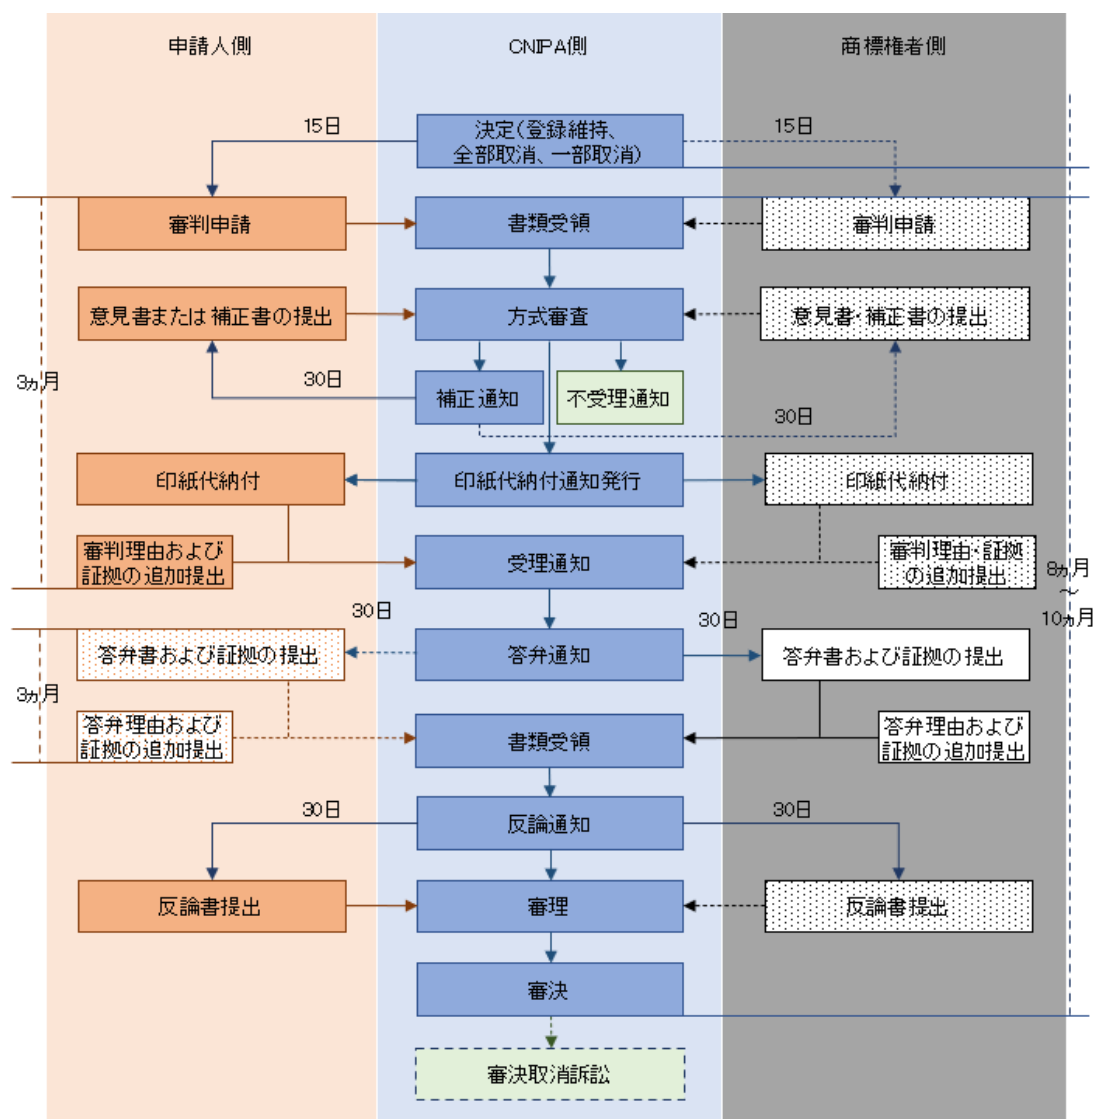 申請人側
CNIPA側
商標権者側
15日
決定(登録維持、
全部取消、一部取消)
15日
審判申請
書類受領
審判申請
意見書または補正書の提出
方式審査
意見書・補正書の提出
3ヵ月
30日
補正通知
不受理通知
30日
印紙代納付
印紙代納付通知発行
印紙代納付
審判理由および
証拠の追加提出
受理通知
審判理由・証拠
の追加提出
8ヵ月
~
10ヵ月
30日
30日
答弁書および証拠の提出
答弁通知
答弁書および証拠の提出
3ヵ月
答弁理由および
証拠の追加提出
書類受領
答弁理由および
証拠の追加提出
30日
反論通知
30日
反論書提出
審理
反論書提出
審決
審決取消訴訟